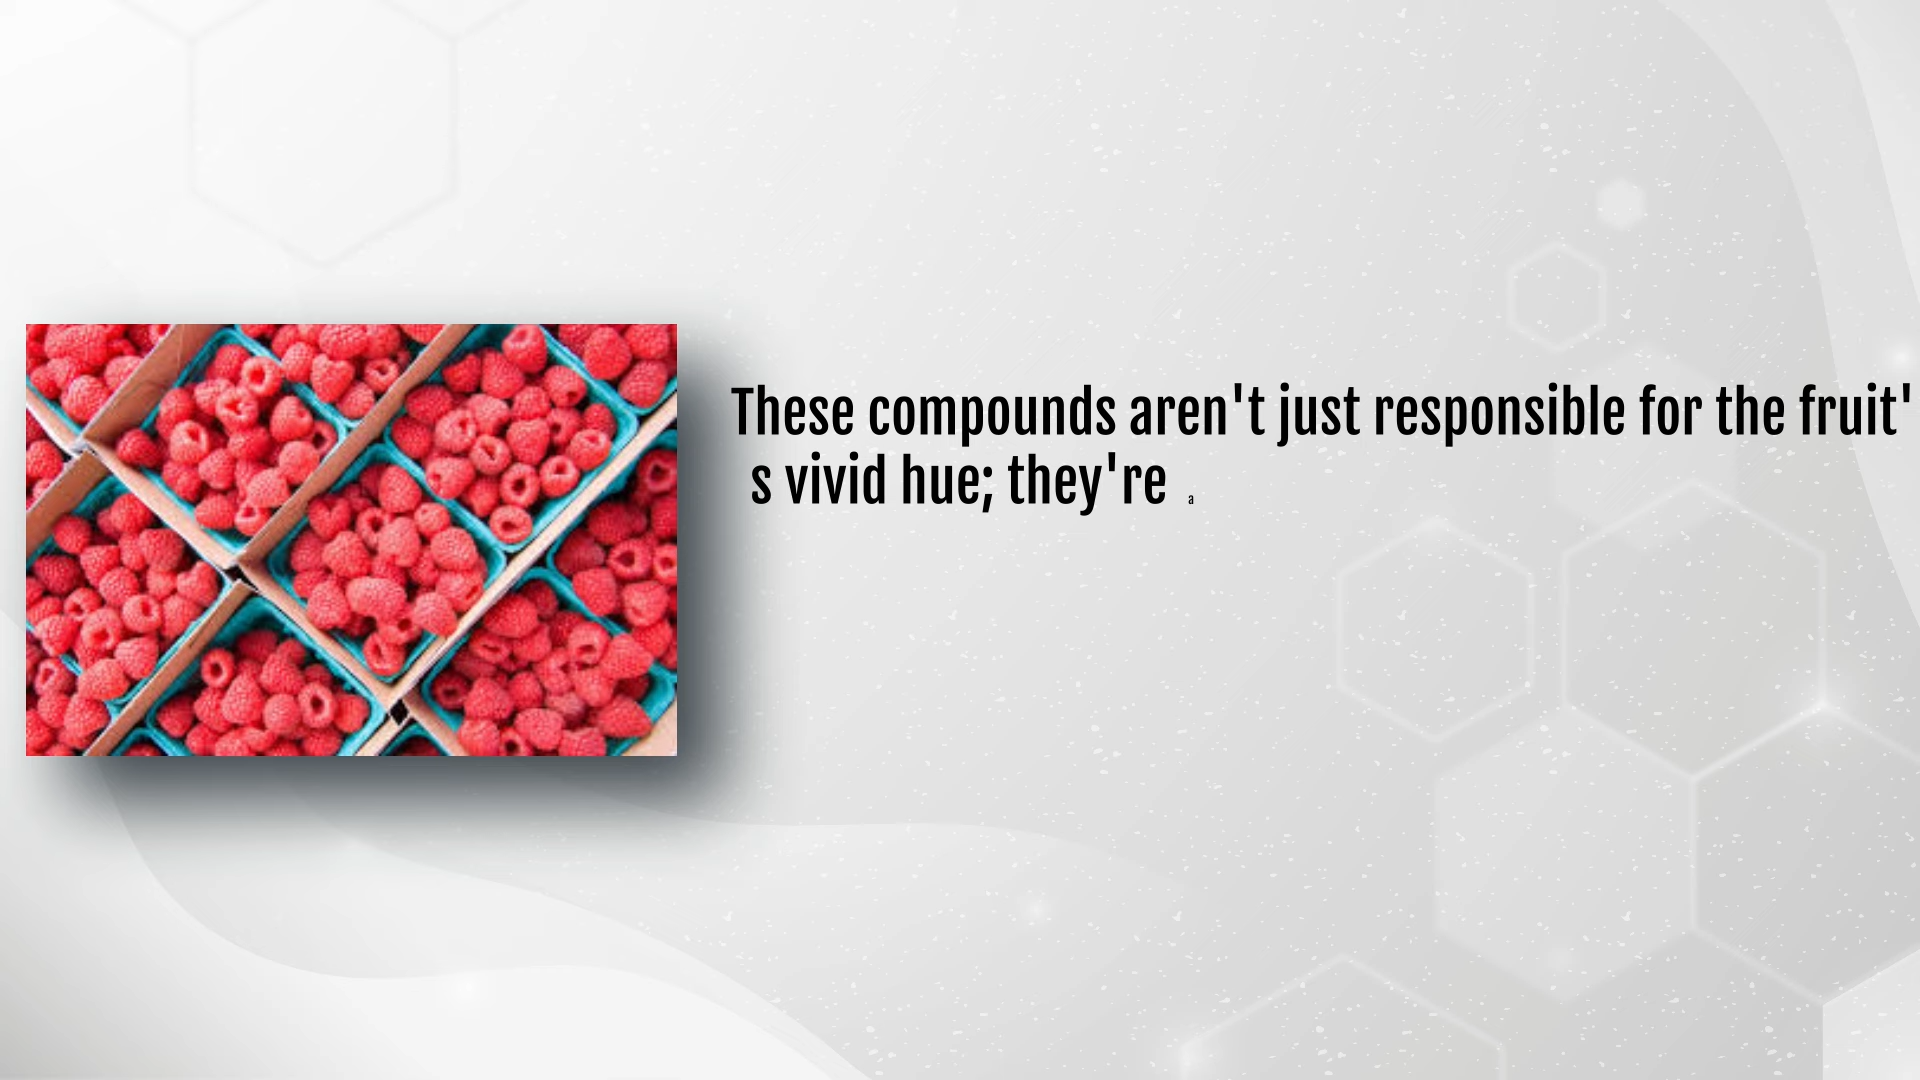 These compounds aren't just responsible for the fruit'
s vivid hue; they're a